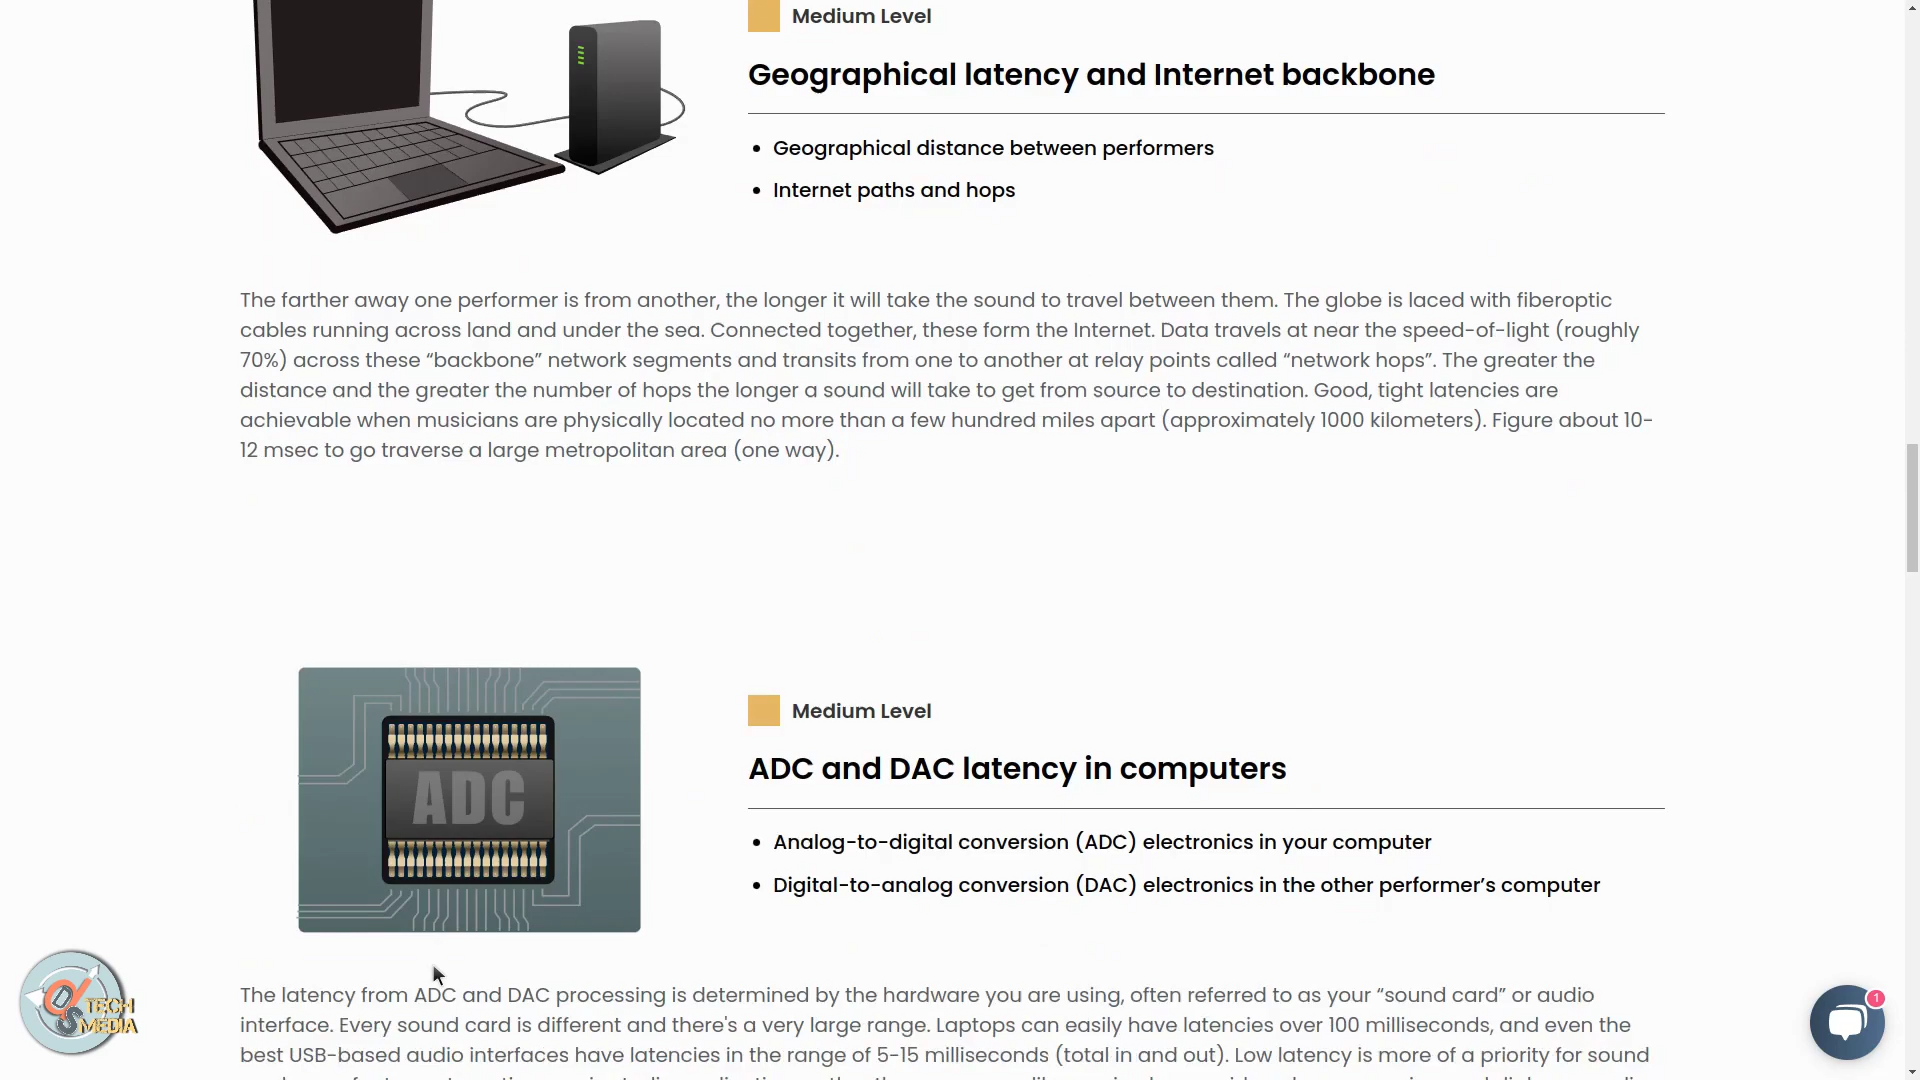 Medium Level
Geographical latency and Internet backbone
Geographical distance between performers
Internet paths and hops
The farther away one performer is from another, the longer it will take the sound to travel between them. The globe is laced with fiberoptic
cables running across land and under the sea. Connected together, these form the Internet. Data travels at near the speed-of-light (roughly
70%) across these “backbone” network segments and transits from one to another at relay points called “network hops”. The greater the
distance and the greater the number of hops the longer a sound will take to get from source to destination. Good, tight latencies are
achievable when musicians are physically located no more than a few hundred miles apart (approximately 1000 kilometers). Figure about 10-
12 msec to go traverse a large metropolitan area (one way).
ADC
Medium Level
ADC and DAC latency in computers
Analog-to-digital conversion (ADC) electronics in your computer
Digital-to-analog conversion (DAC) electronics in the other performer’s computer
The latency from ADC and DAC processing is determined by the hardware you are using, often referred to as your “sound card” or audio
interface. Every sound card is different and there's a very large range. Laptops can easily have latencies over 100 milliseconds, and even the
best USB-based audio interfaces have latencies in the range of 5-15 milliseconds (total in and out). Low latency is more of a priority for sound
TECH
MEDIA
1